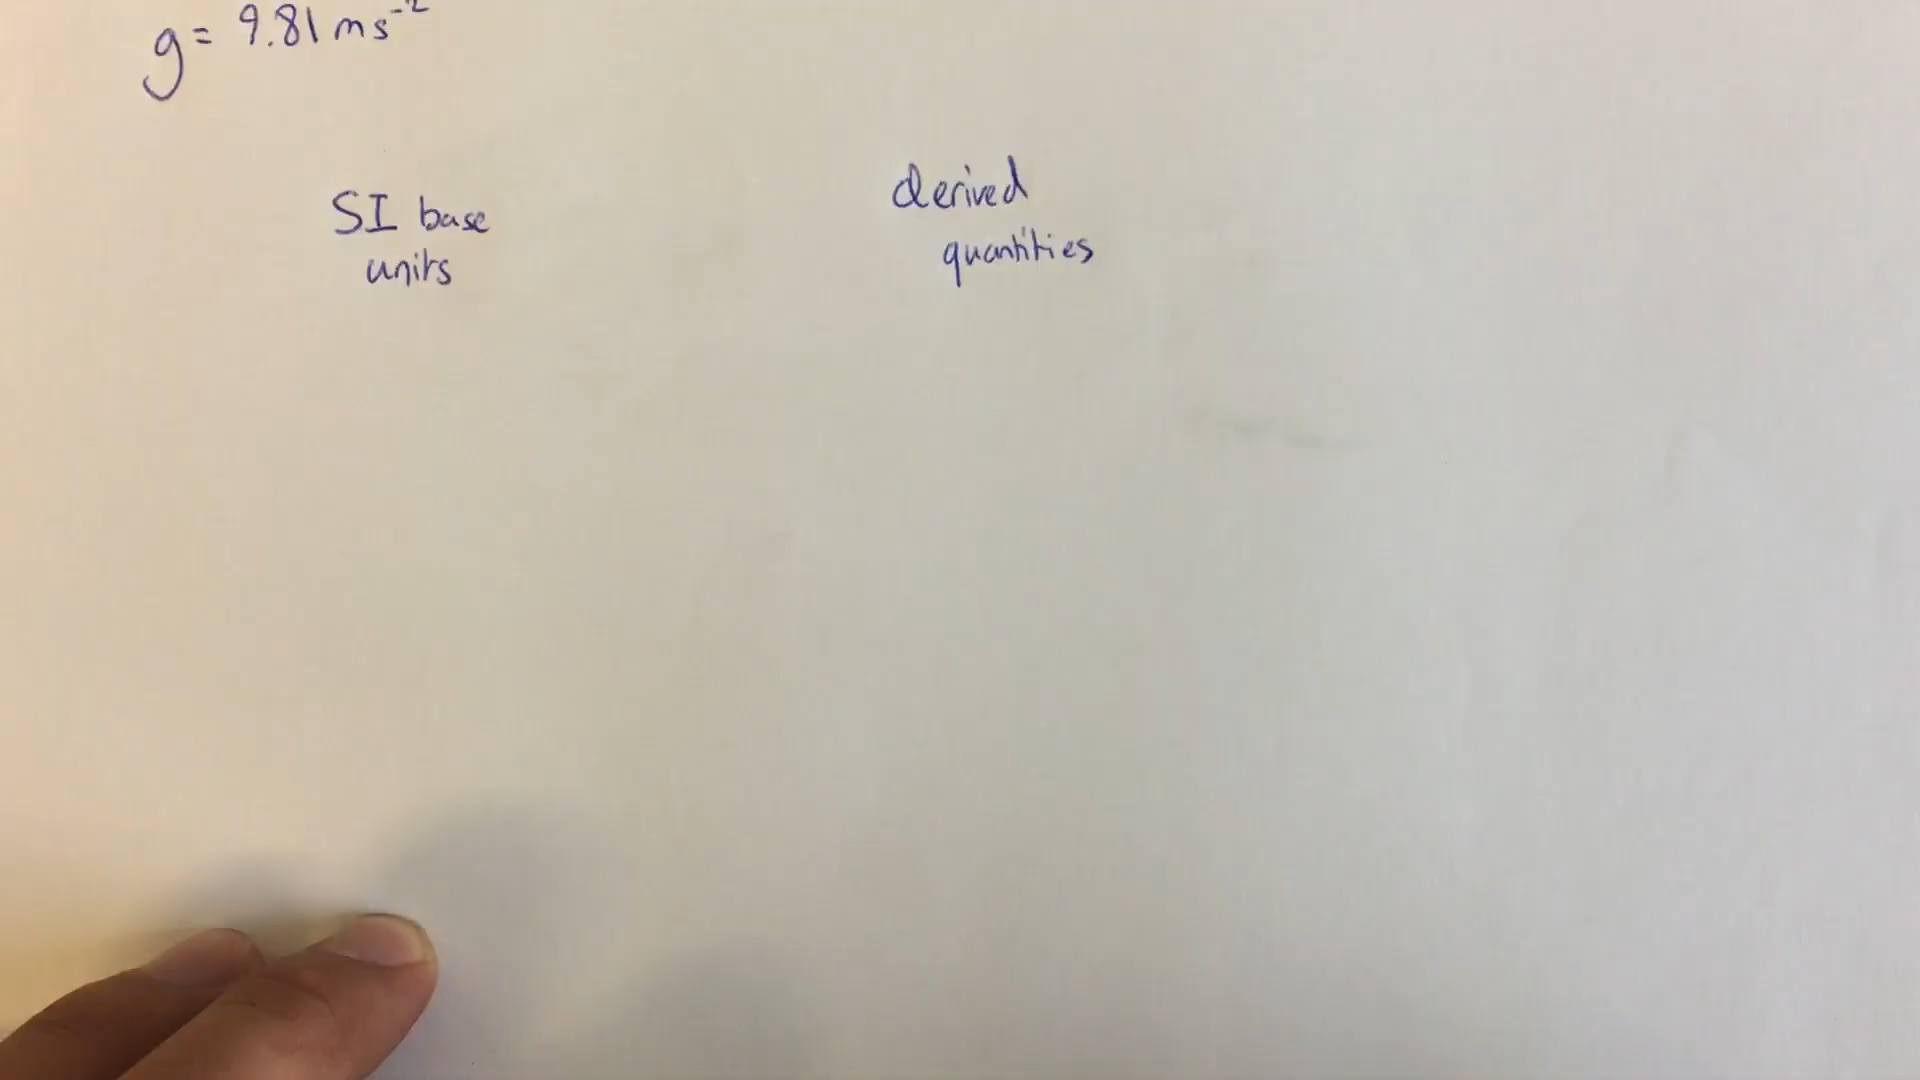 g = 9.81 ms⁻²
SI base
units
derived
quantities